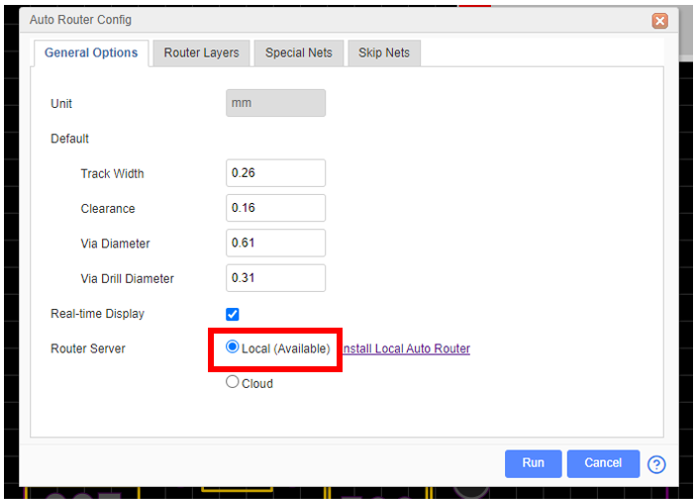 Auto Router Config
General Options Router Layers Special Nets Skip Nets
Unit mm
Default
Track Width 0.26
Clearance 0.16
Via Diameter 0.61
Via Drill Diameter 0.31
Real-time Display
Router Server Local (Available) nstall Local Auto Router
Cloud
Run Cancel ?